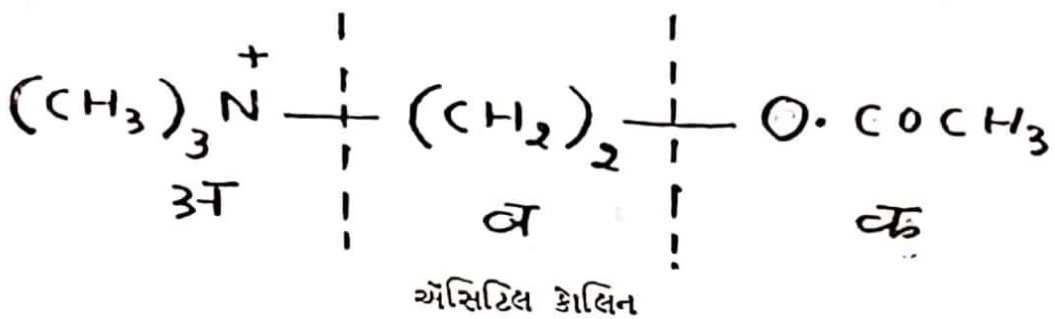 (CH₃)₃N⁺ — (CH₂)₂ — O. COCH₃
अ ब क
ઍસિટિલ કોલિન